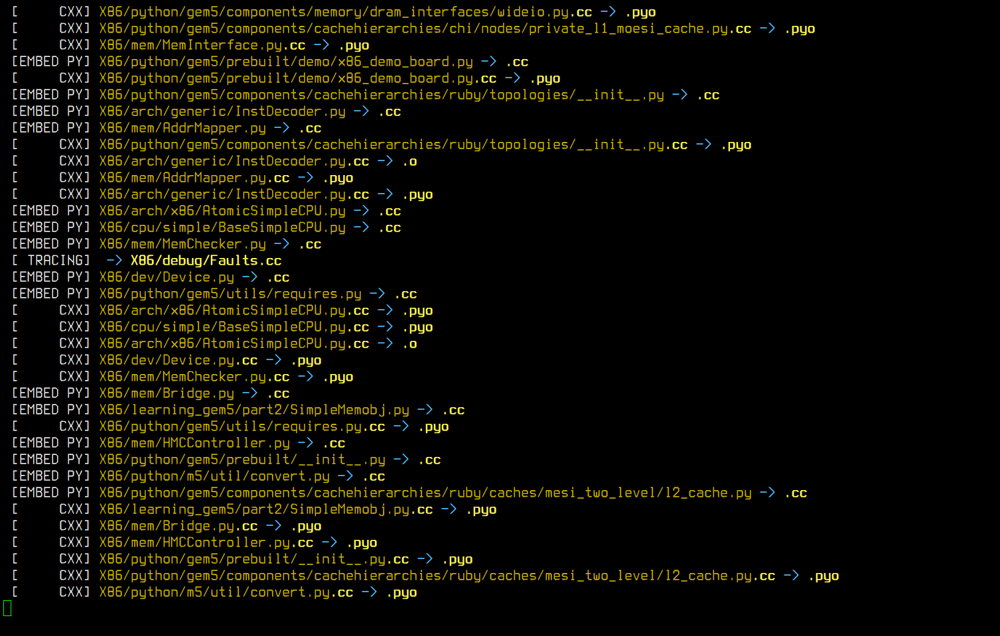 [     CXX] X86/python/gem5/components/memory/dram_interfaces/wideio.py.cc -> .pyo
[     CXX] X86/python/gem5/components/cachehierarchies/chi/nodes/private_l1_moesi_cache.py.cc -> .pyo
[     CXX] X86/mem/MemInterface.py.cc -> .pyo
[EMBED PY] X86/python/gem5/prebuilt/demo/x86_demo_board.py -> .cc
[     CXX] X86/python/gem5/prebuilt/demo/x86_demo_board.py.cc -> .pyo
[EMBED PY] X86/python/gem5/components/cachehierarchies/ruby/topologies/__init__.py -> .cc
[EMBED PY] X86/arch/generic/InstDecoder.py -> .cc
[EMBED PY] X86/mem/AddrMapper.py -> .cc
[     CXX] X86/python/gem5/components/cachehierarchies/ruby/topologies/__init__.py.cc -> .pyo
[     CXX] X86/arch/generic/InstDecoder.py.cc -> .o
[     CXX] X86/mem/AddrMapper.py.cc -> .pyo
[     CXX] X86/arch/generic/InstDecoder.py.cc -> .pyo
[EMBED PY] X86/arch/x86/AtomicSimpleCPU.py -> .cc
[EMBED PY] X86/cpu/simple/BaseSimpleCPU.py -> .cc
[EMBED PY] X86/mem/MemChecker.py -> .cc
[ TRACING]  -> X86/debug/Faults.cc
[EMBED PY] X86/dev/Device.py -> .cc
[EMBED PY] X86/python/gem5/utils/requires.py -> .cc
[     CXX] X86/arch/x86/AtomicSimpleCPU.py.cc -> .pyo
[     CXX] X86/cpu/simple/BaseSimpleCPU.py.cc -> .pyo
[     CXX] X86/arch/x86/AtomicSimpleCPU.py.cc -> .o
[     CXX] X86/dev/Device.py.cc -> .pyo
[     CXX] X86/mem/MemChecker.py.cc -> .pyo
[EMBED PY] X86/mem/Bridge.py -> .cc
[EMBED PY] X86/learning_gem5/part2/SimpleMemobj.py -> .cc
[     CXX] X86/python/gem5/utils/requires.py.cc -> .pyo
[EMBED PY] X86/mem/HMCController.py -> .cc
[EMBED PY] X86/python/gem5/prebuilt/__init__.py -> .cc
[EMBED PY] X86/python/m5/util/convert.py -> .cc
[EMBED PY] X86/python/gem5/components/cachehierarchies/ruby/caches/mesi_two_level/l2_cache.py -> .cc
[     CXX] X86/learning_gem5/part2/SimpleMemobj.py.cc -> .pyo
[     CXX] X86/mem/Bridge.py.cc -> .pyo
[     CXX] X86/mem/HMCController.py.cc -> .pyo
[     CXX] X86/python/gem5/prebuilt/__init__.py.cc -> .pyo
[     CXX] X86/python/gem5/components/cachehierarchies/ruby/caches/mesi_two_level/l2_cache.py.cc -> .pyo
[     CXX] X86/python/m5/util/convert.py.cc -> .pyo